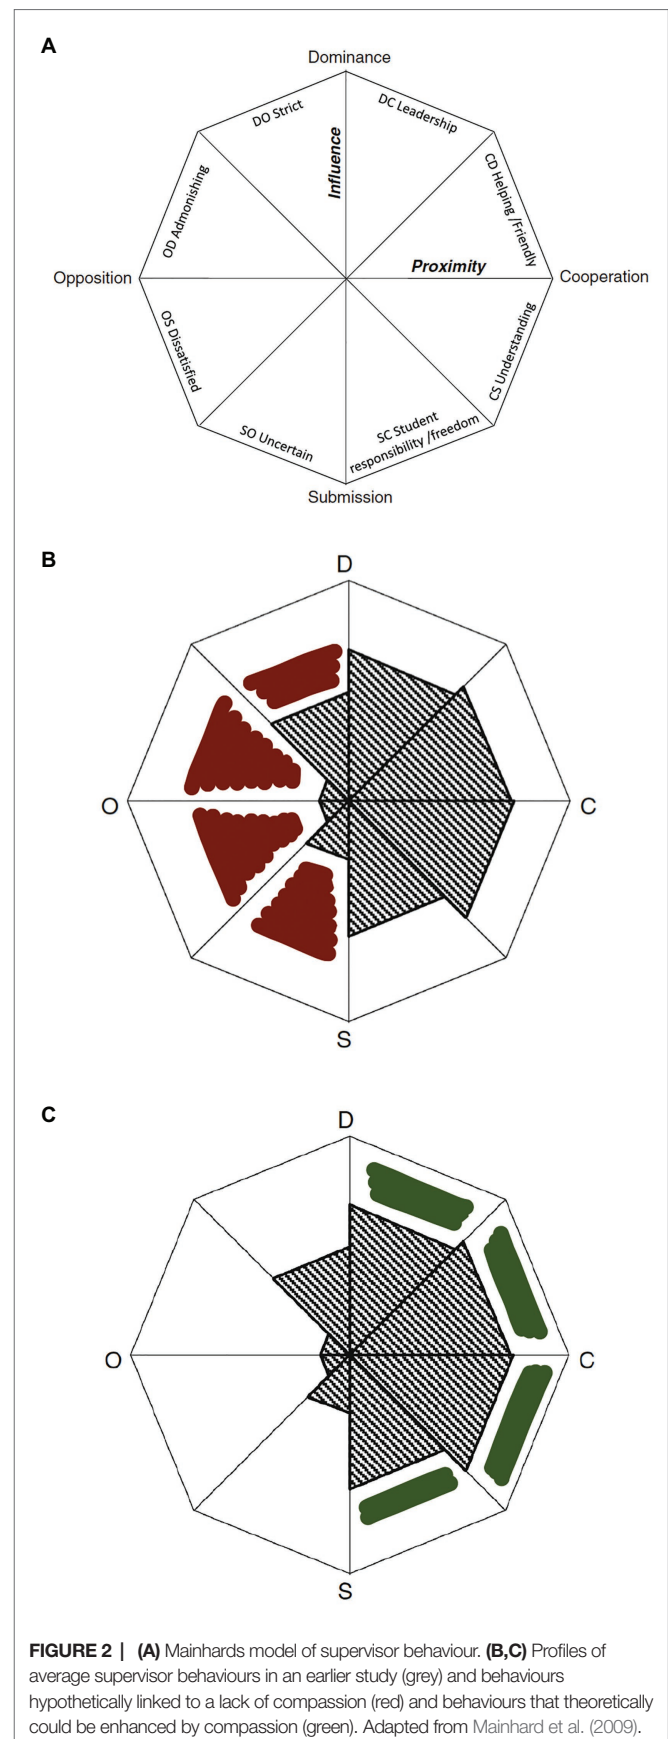 A
Dominance
DO Strict
DC Leadership
Influence
OD Admonishing
CD Helping /Friendly
Proximity
Opposition
Cooperation
OS Dissatisfied
CS Understanding
SO Uncertain
SC Student
responsibility /freedom
Submission
B
D
O
C
S
C
D
O
C
S
FIGURE 2 | (A) Mainhards model of supervisor behaviour. (B,C) Profiles of
average supervisor behaviours in an earlier study (grey) and behaviours
hypothetically linked to a lack of compassion (red) and behaviours that theoretically
could be enhanced by compassion (green). Adapted from Mainhard et al. (2009).